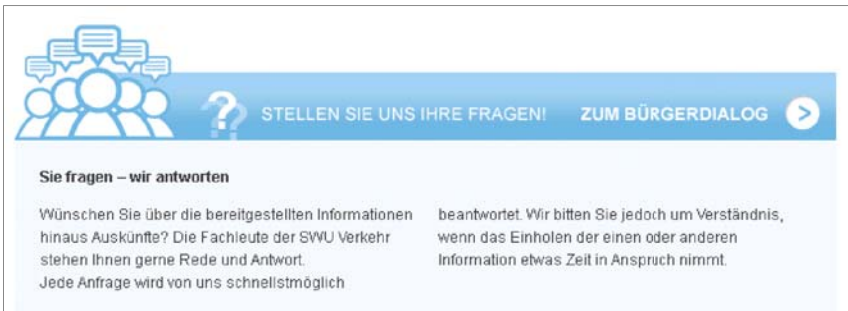 STELLEN SIE UNS IHRE FRAGEN! ZUM BÜRGERDIALOG
Sie fragen – wir antworten
Wünschen Sie über die bereitgestellten Informationen
hinaus Auskünfte? Die Fachleute der SWU Verkehr
stehen Ihnen gerne Rede und Antwort.
Jede Anfrage wird von uns schnellstmöglich
beantwortet. Wir bitten Sie jedoch um Verständnis,
wenn das Einholen der einen oder anderen
Information etwas Zeit in Anspruch nimmt.